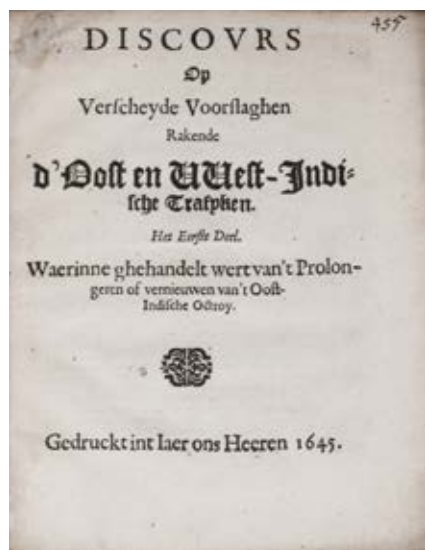 455
DISCOVRS
Op
Verſcheyde Voorſlaghen
Rakende
d'Ooſt en UUeſt-Indi-
ſche Trafyken.
Het Eerſte Deel.
Waerinne ghehandelt wert van't Prolon-
geren of vernieuwen van't Ooſt-
Indiſche Octroy.
Gedruckt int Iaer ons Heeren 1645.